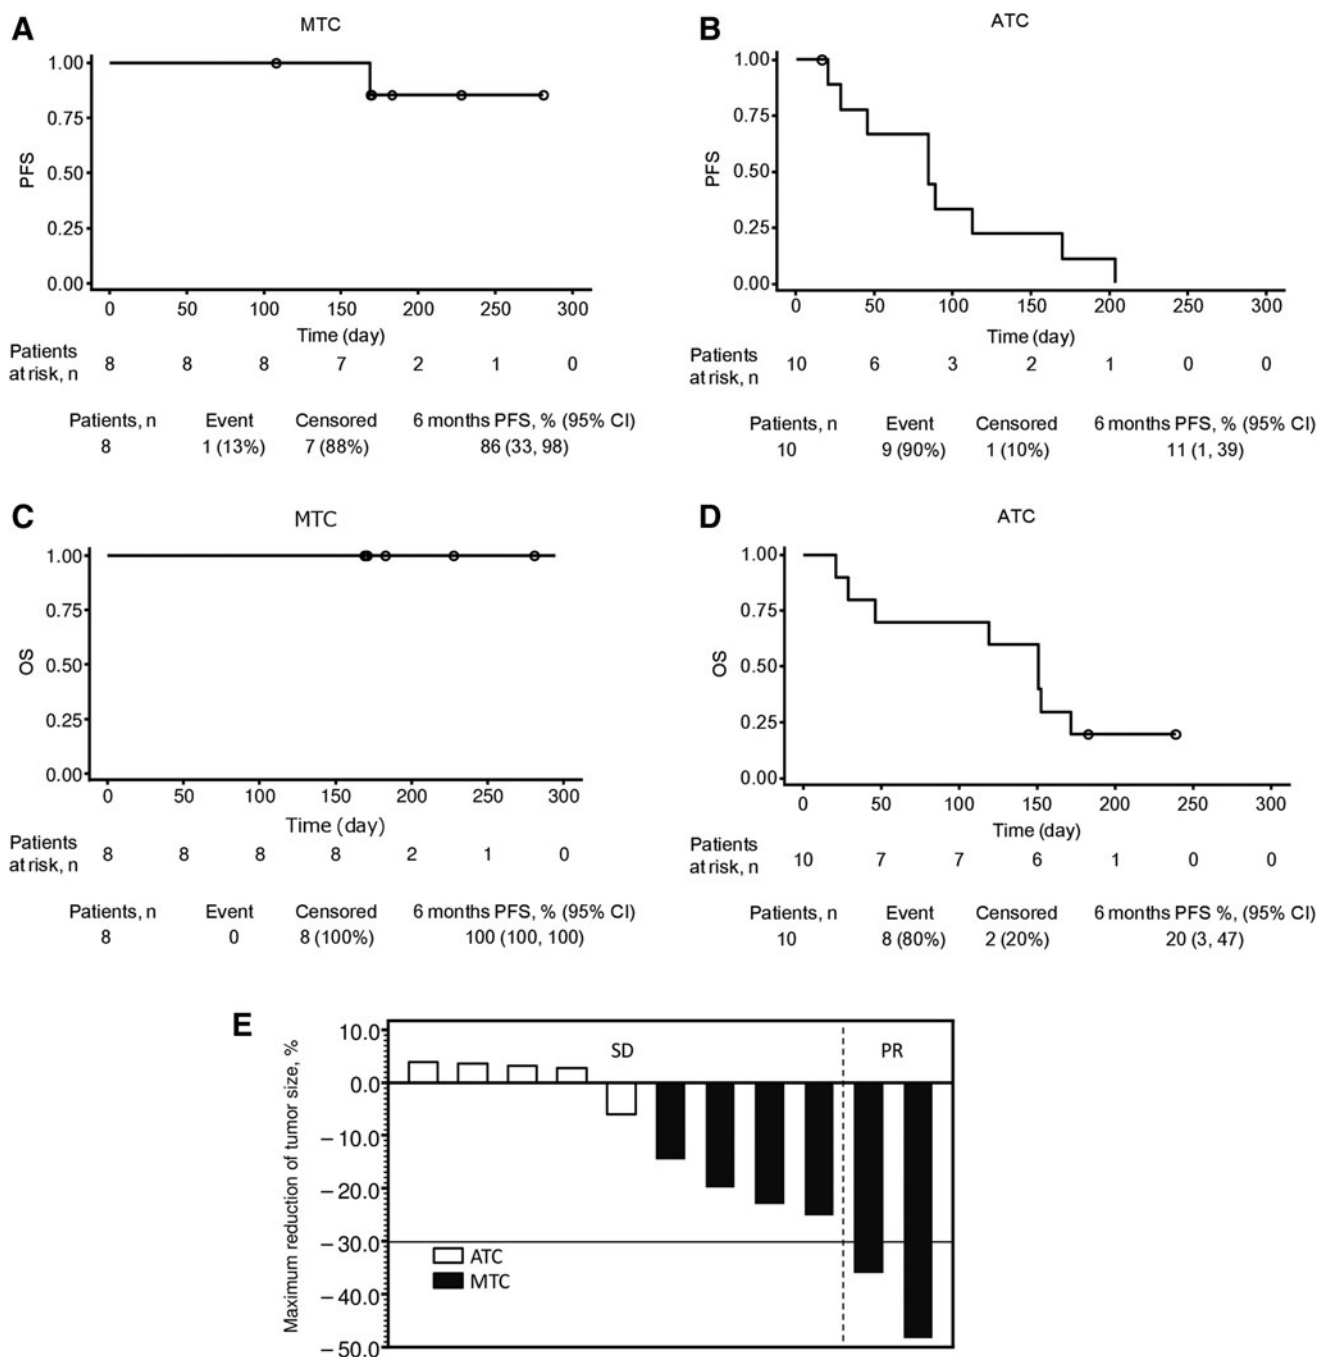 A
MTC
PFS
1.00
0.75
0.50
0.25
0.00
0 50 100 150 200 250 300
Time (day)
Patients
at risk, n
8 8 8 7 2 1 0
Patients, n Event Censored 6 months PFS, % (95% CI)
8 1 (13%) 7 (88%) 86 (33, 98)
B
ATC
PFS
1.00
0.75
0.50
0.25
0.00
0 50 100 150 200 250 300
Time (day)
Patients
at risk, n
10 6 3 2 1 0 0
Patients, n Event Censored 6 months PFS, % (95% CI)
10 9 (90%) 1 (10%) 11 (1, 39)
C
MTC
OS
1.00
0.75
0.50
0.25
0.00
0 50 100 150 200 250 300
Time (day)
Patients
at risk, n
8 8 8 8 2 1 0
Patients, n Event Censored 6 months PFS, % (95% CI)
8 0 8 (100%) 100 (100, 100)
D
ATC
OS
1.00
0.75
0.50
0.25
0.00
0 50 100 150 200 250 300
Time (day)
Patients
at risk, n
10 7 7 6 1 0 0
Patients, n Event Censored 6 months PFS %, (95% CI)
10 8 (80%) 2 (20%) 20 (3, 47)
E
Maximum reduction of tumor size, %
10.0
0.0
−10.0
−20.0
−30.0
−40.0
−50.0
SD PR
ATC
MTC